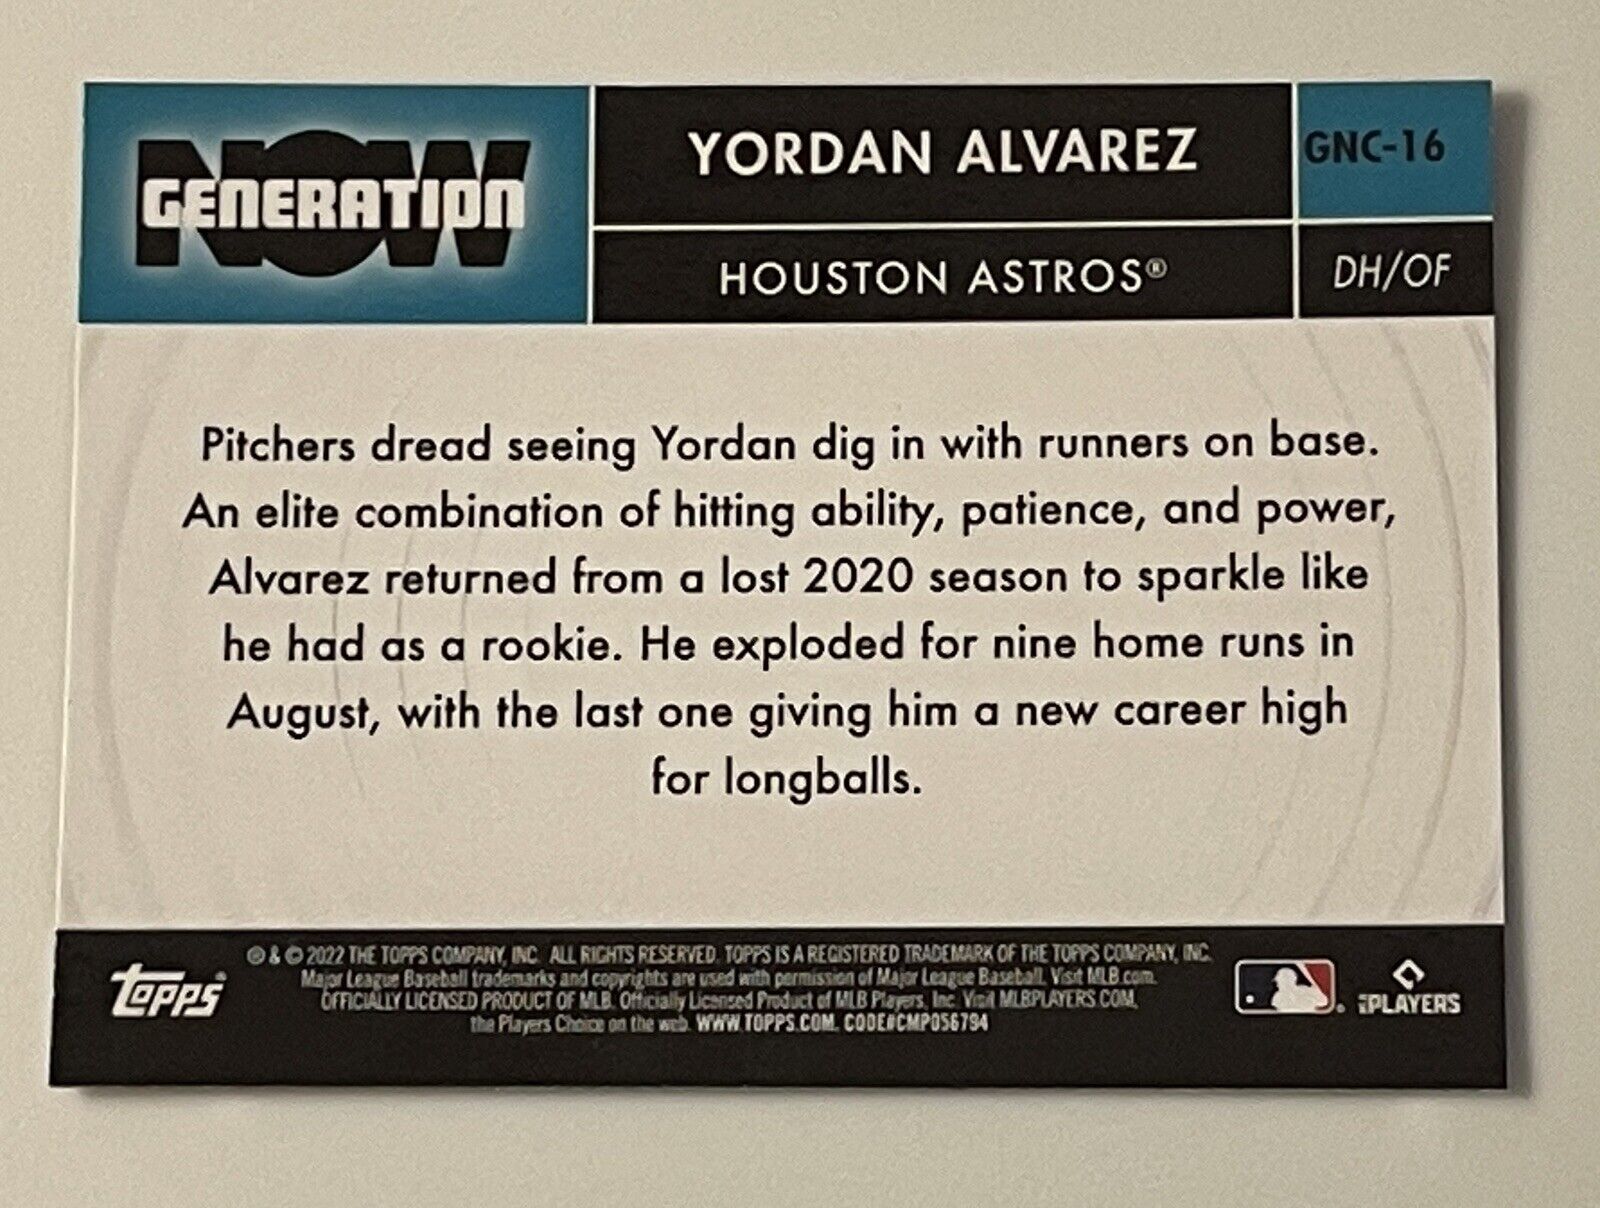 NOW
GENERATION
YORDAN ALVAREZ
GNC-16
HOUSTON ASTROS®
DH/OF
Pitchers dread seeing Yordan dig in with runners on base.
An elite combination of hitting ability, patience, and power,
Alvarez returned from a lost 2020 season to sparkle like
he had as a rookie. He exploded for nine home runs in
August, with the last one giving him a new career high
for longballs.
topps®
® & © 2022 THE TOPPS COMPANY, INC. ALL RIGHTS RESERVED. TOPPS IS A REGISTERED TRADEMARK OF THE TOPPS COMPANY, INC.
Major League Baseball trademarks and copyrights are used with permission of Major League Baseball. Visit MLB.com.
OFFICIALLY LICENSED PRODUCT OF MLB. Officially Licensed Product of MLB Players, Inc. Visit MLBPLAYERS.COM,
the Players Choice on the web. WWW.TOPPS.COM. CODE#CMP056794
PLAYERS